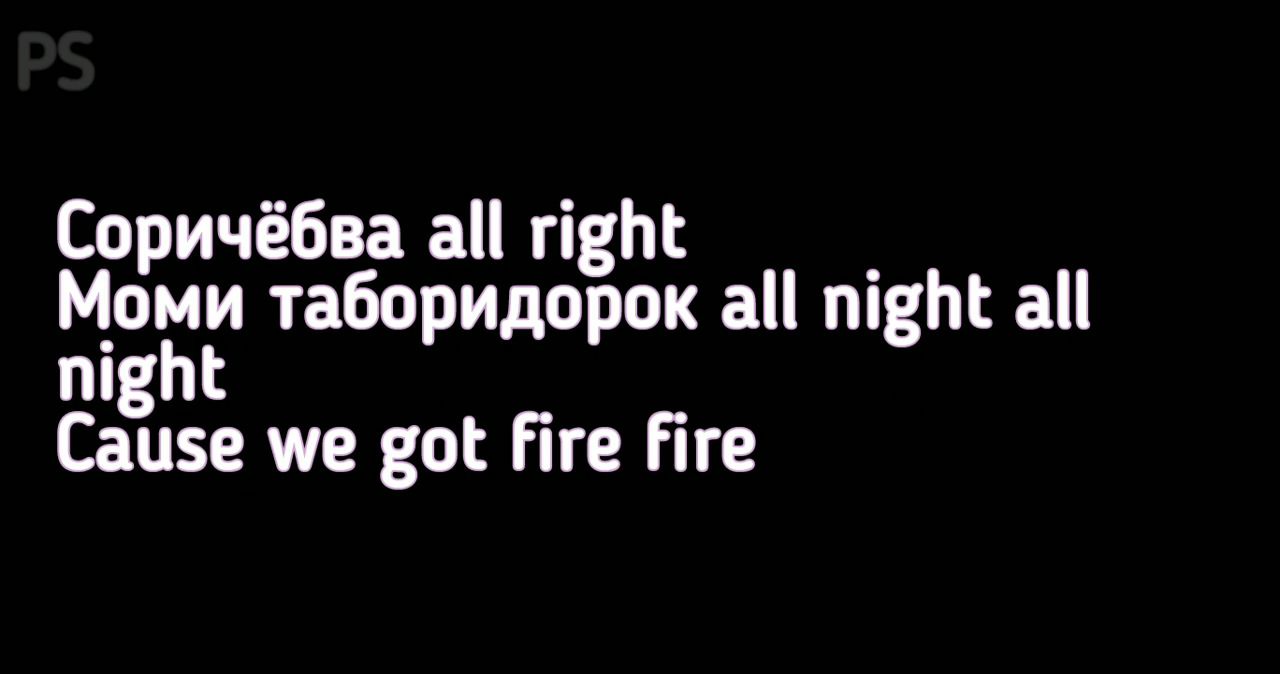 PS
Соричёбва all right
Моми таборидорок all night all
night
Cause we got fire fire